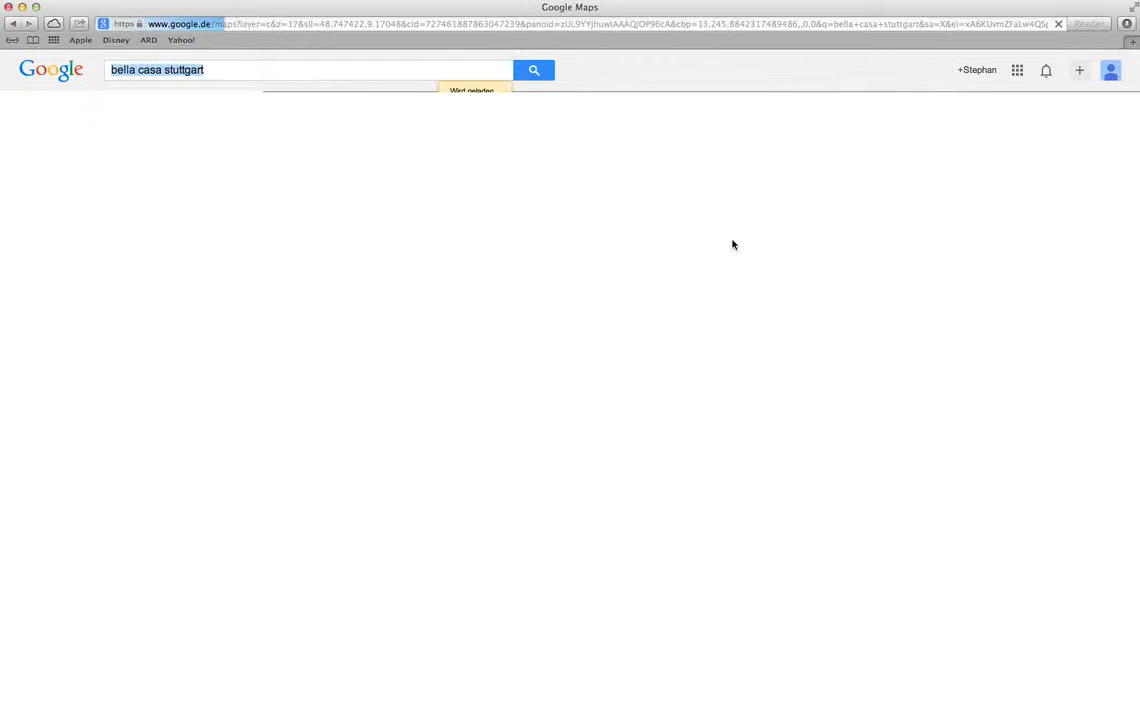 Google Maps
https www.google.de/maps?layer=c&z=17&sll=48.747422,9.17048&cid=727461887863047239&panoid=zUL9YYjhuwIAAAQJOP96cA&cbp=13,245.8842317489486,,0,0&q=bella+casa+stuttgart&sa=X&ei=xA6KUvmZFaLw4QS Reader
Apple Disney ARD Yahoo!
Google bella casa stuttgart +Stephan
Wird geladen